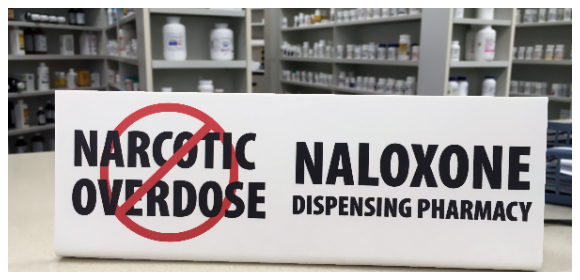 NARCOTIC
OVERDOSE
NALOXONE
DISPENSING PHARMACY